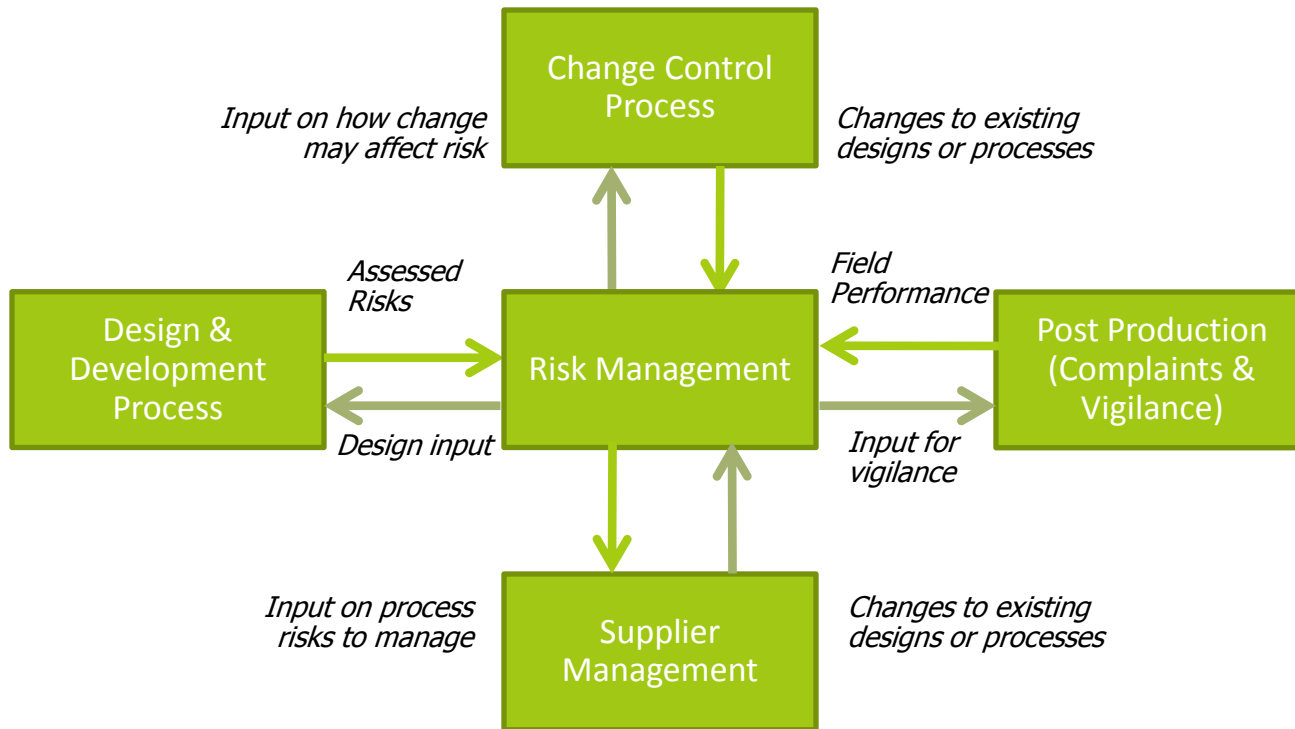 Change Control
Process
Input on how change
may affect risk
Changes to existing
designs or processes
Assessed
Risks
Field
Performance
Design &
Development
Process
Risk Management
Post Production
(Complaints &
Vigilance)
Design input
Input for
vigilance
Input on process
risks to manage
Supplier
Management
Changes to existing
designs or processes